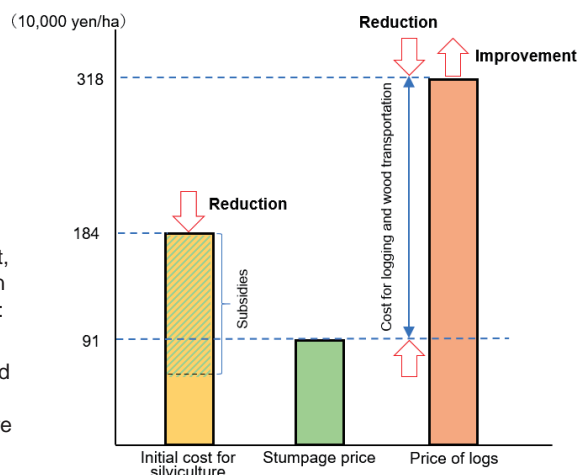 (10,000 yen/ha)
Reduction
Improvement
318
Cost for logging and wood transportation
Reduction
184
Subsidies
91
Initial cost for
silviculture
Stumpage price
Price of logs